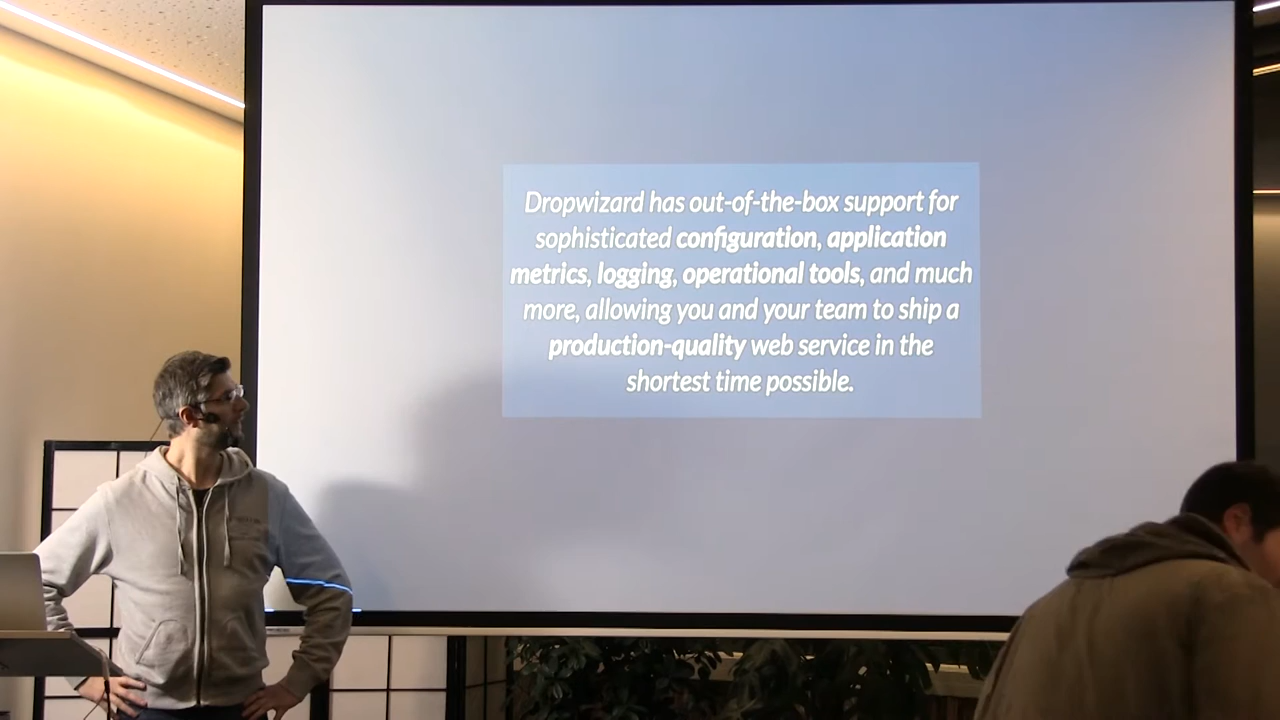 Dropwizard has out-of-the-box support for
sophisticated configuration, application
metrics, logging, operational tools, and much
more, allowing you and your team to ship a
production-quality web service in the
shortest time possible.